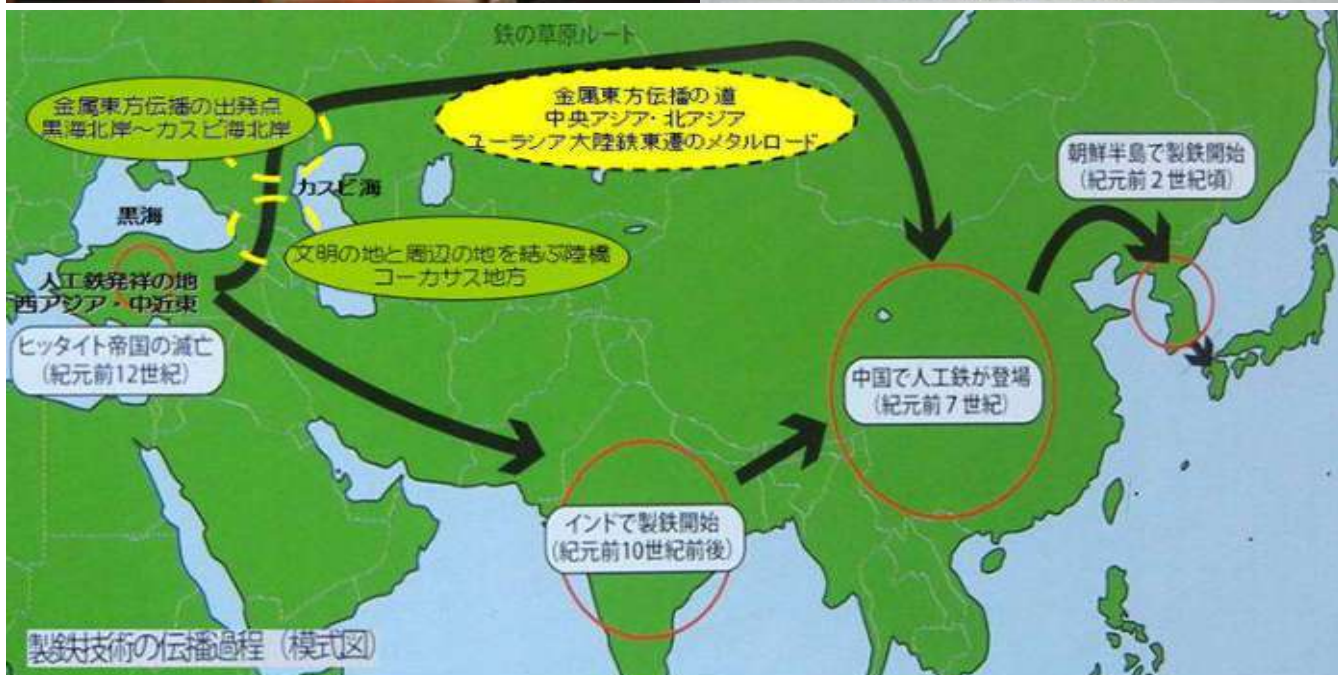 鉄の草原ルート
金属東方伝播の出発点
黒海北岸～カスピ海北岸
金属東方伝播の道
中央アジア・北アジア
ユーラシア大陸鉄東遷のメタルロード
朝鮮半島で製鉄開始
(紀元前2世紀頃)
カスピ海
黒海
文明の地と周辺の地を結ぶ陸橋
コーカサス地方
人工鉄発祥の地
西アジア・中近東
ヒッタイト帝国の滅亡
(紀元前12世紀)
中国で人工鉄が登場
(紀元前7世紀)
インドで製鉄開始
(紀元前10世紀前後)
製鉄技術の伝播過程（模式図）